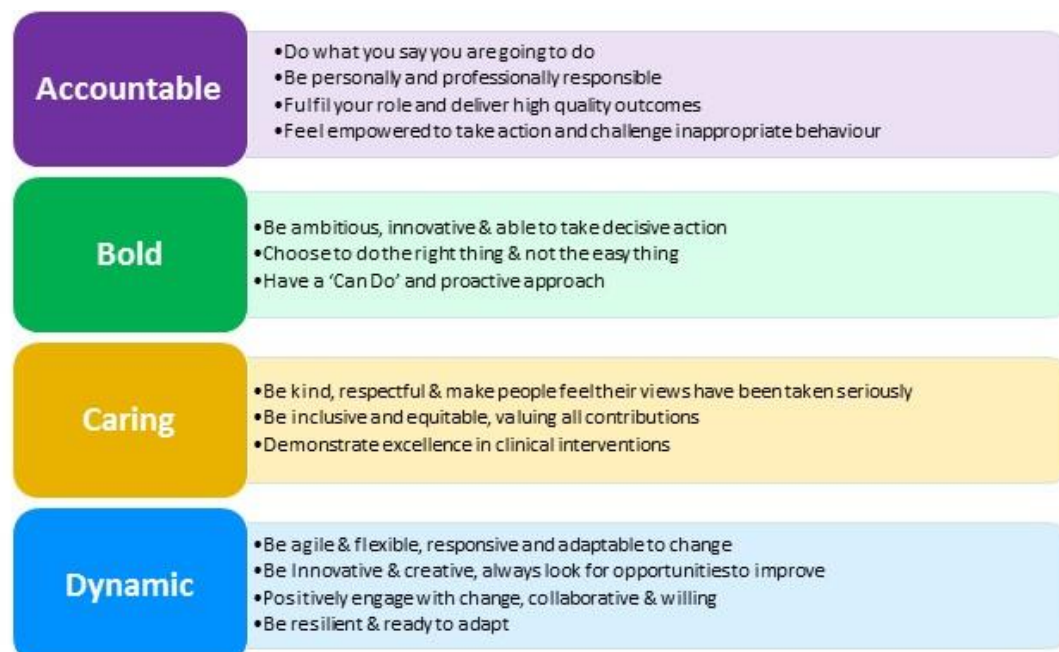 Accountable
•Do what you say you are going to do
•Be personally and professionally responsible
•Fulfil your role and deliver high quality outcomes
•Feel empowered to take action and challenge inappropriate behaviour
Bold
•Be ambitious, innovative & able to take decisive action
•Choose to do the right thing & not the easy thing
•Have a ‘Can Do’ and proactive approach
Caring
•Be kind, respectful & make people feel their views have been taken seriously
•Be inclusive and equitable, valuing all contributions
•Demonstrate excellence in clinical interventions
Dynamic
•Be agile & flexible, responsive and adaptable to change
•Be Innovative & creative, always look for opportunities to improve
•Positively engage with change, collaborative & willing
•Be resilient & ready to adapt